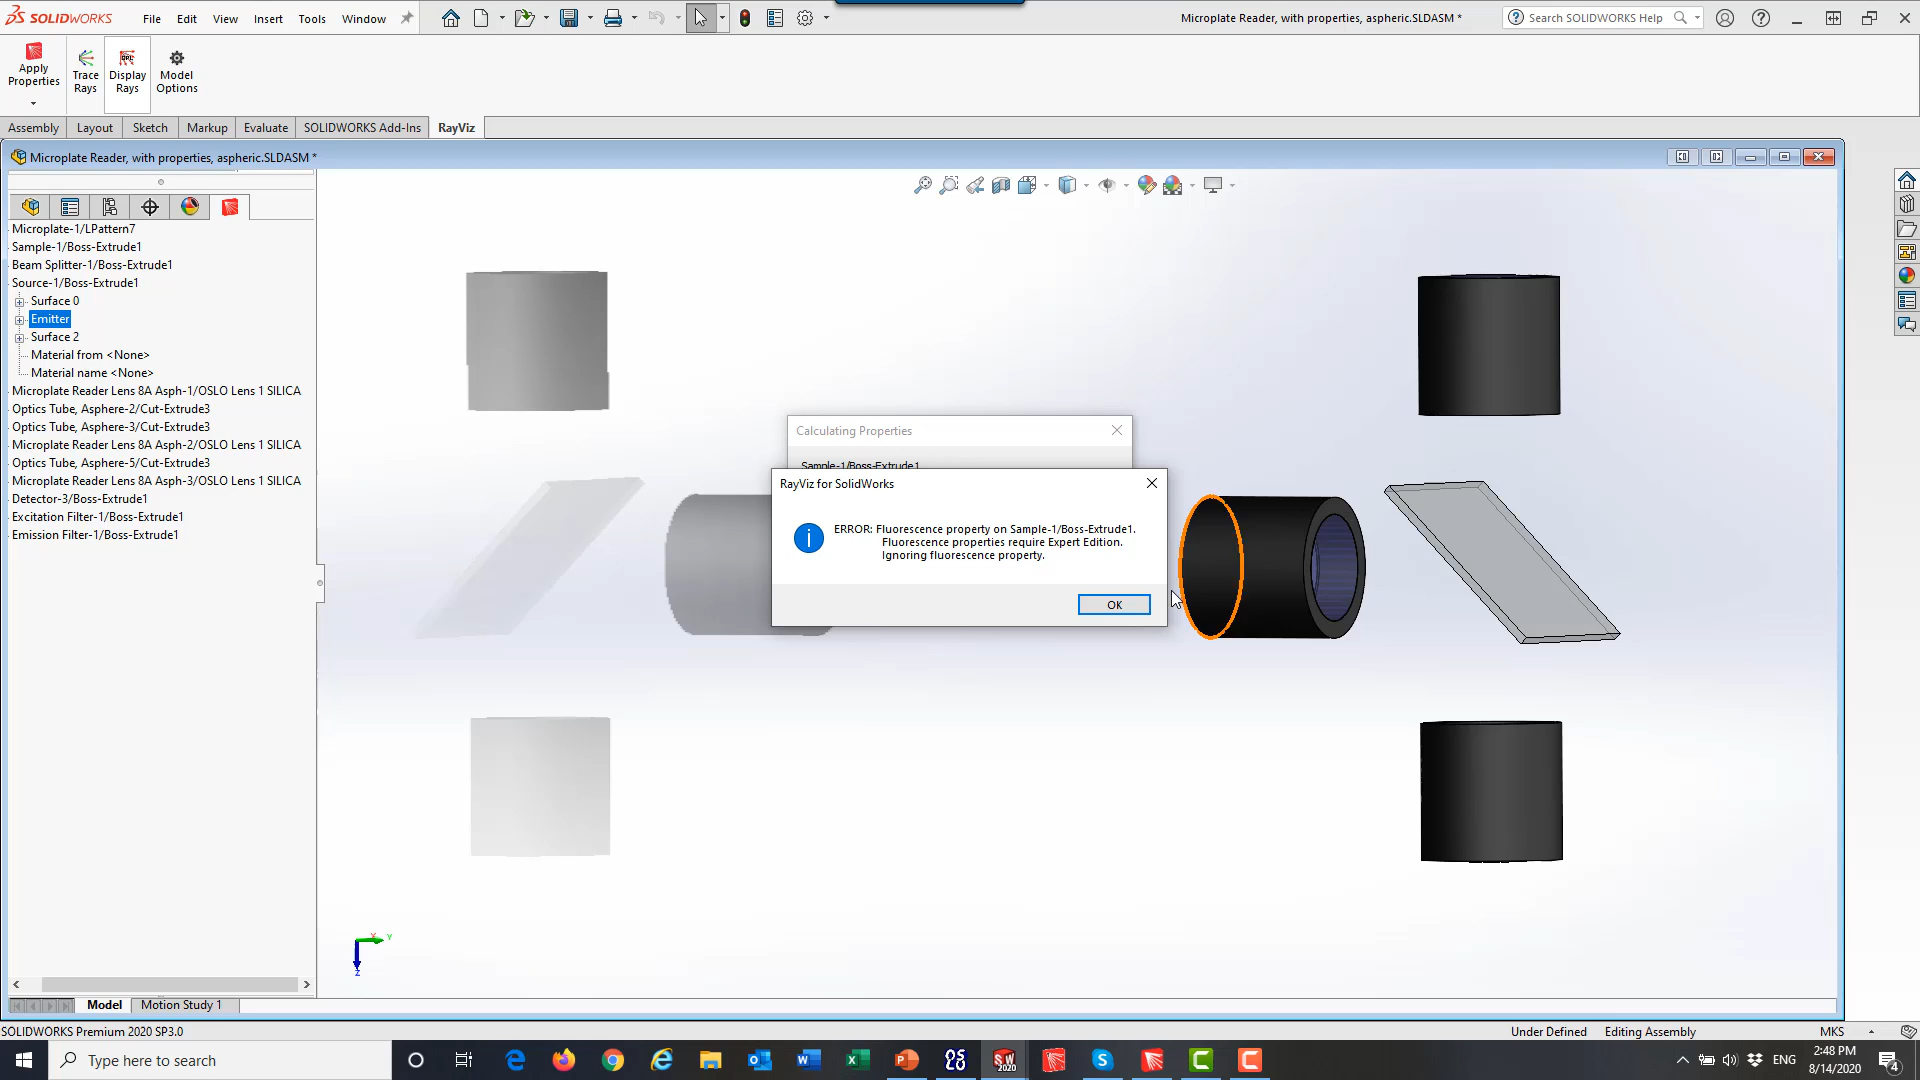 SOLIDWORKS File Edit View Insert Tools Window
Microplate Reader, with properties, aspheric.SLDASM *
Search SOLIDWORKS Help
Apply Properties
Trace Rays
Display Rays
Model Options
Assembly Layout Sketch Markup Evaluate SOLIDWORKS Add-Ins RayViz
Microplate Reader, with properties, aspheric.SLDASM *
Microplate-1/LPattern7
Sample-1/Boss-Extrude1
Beam Splitter-1/Boss-Extrude1
Source-1/Boss-Extrude1
Surface 0
Emitter
Surface 2
Material from <None>
Material name <None>
Microplate Reader Lens 8A Asph-1/OSLO Lens 1 SILICA
Optics Tube, Asphere-2/Cut-Extrude3
Optics Tube, Asphere-3/Cut-Extrude3
Microplate Reader Lens 8A Asph-2/OSLO Lens 1 SILICA
Optics Tube, Asphere-5/Cut-Extrude3
Microplate Reader Lens 8A Asph-3/OSLO Lens 1 SILICA
Detector-3/Boss-Extrude1
Excitation Filter-1/Boss-Extrude1
Emission Filter-1/Boss-Extrude1
Calculating Properties
Sample-1/Boss-Extrude1
RayViz for SolidWorks
ERROR: Fluorescence property on Sample-1/Boss-Extrude1.
Fluorescence properties require Expert Edition.
Ignoring fluorescence property.
OK
X Y
Z
Model Motion Study 1
SOLIDWORKS Premium 2020 SP3.0
Under Defined Editing Assembly MKS
Type here to search
ENG
2:48 PM
8/14/2020
4